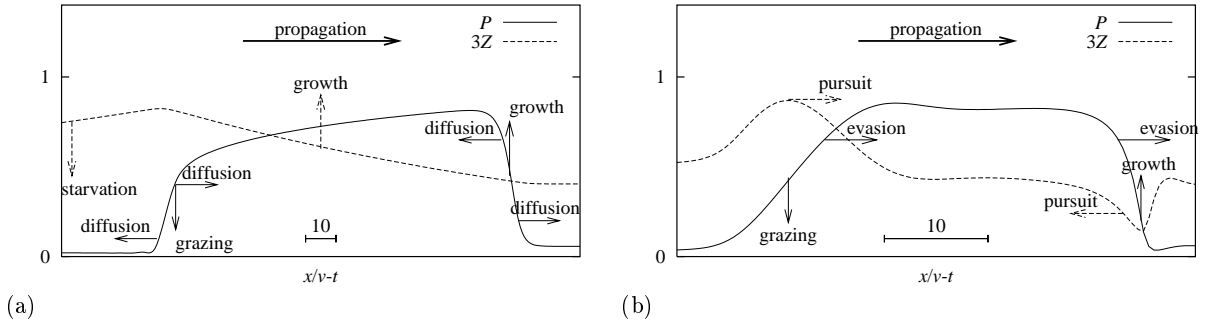 propagation
P
3Z
1
growth
growth
diffusion
starvation
diffusion
diffusion
diffusion
grazing
10
0
x/v-t
(a)
propagation
P
3Z
1
pursuit
evasion
evasion
growth
pursuit
grazing
10
0
x/v-t
(b)